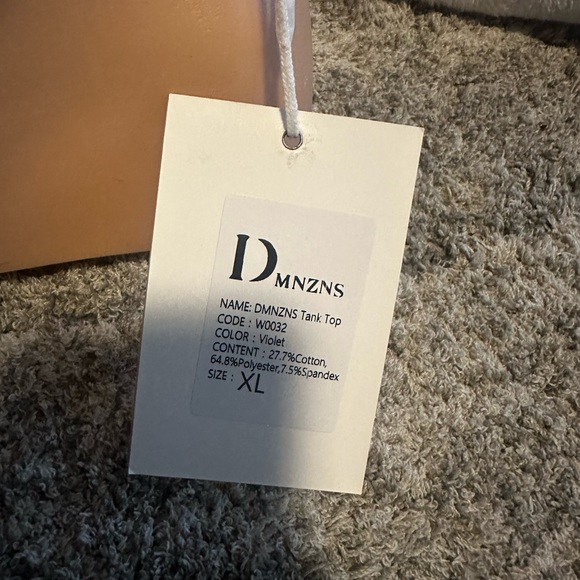 DMNZNS
NAME: DMNZNS Tank Top
CODE : W0032
COLOR : Violet
CONTENT : 27.7%Cotton,
64.8%Polyester,7.5%Spandex
SIZE : XL